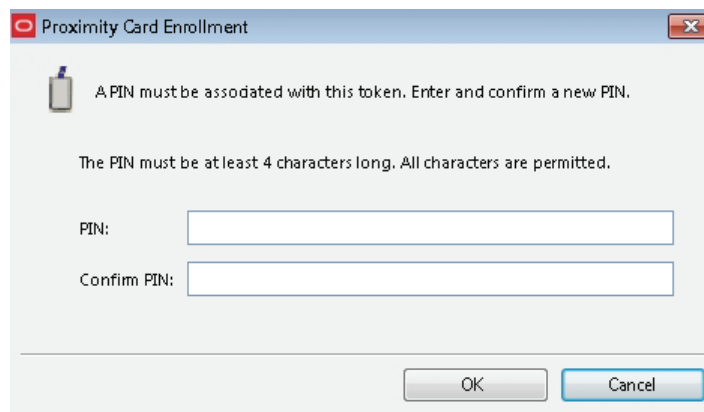 Proximity Card Enrollment
A PIN must be associated with this token. Enter and confirm a new PIN.
The PIN must be at least 4 characters long. All characters are permitted.
PIN:
Confirm PIN:
OK Cancel